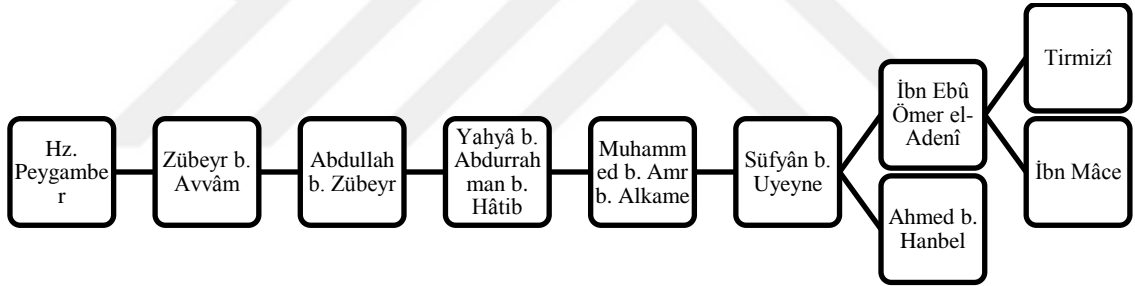 Hz.
Peygambe
r
Zübeyr b.
Avvâm
Abdullah
b. Zübeyr
Yahyâ b.
Abdurrah
man b.
Hâtib
Muhamm
ed b. Amr
b. Alkame
Süfyân b.
Uyeyne
İbn Ebû
Ömer el-
Adenî
Ahmed b.
Hanbel
Tirmizî
İbn Mâce